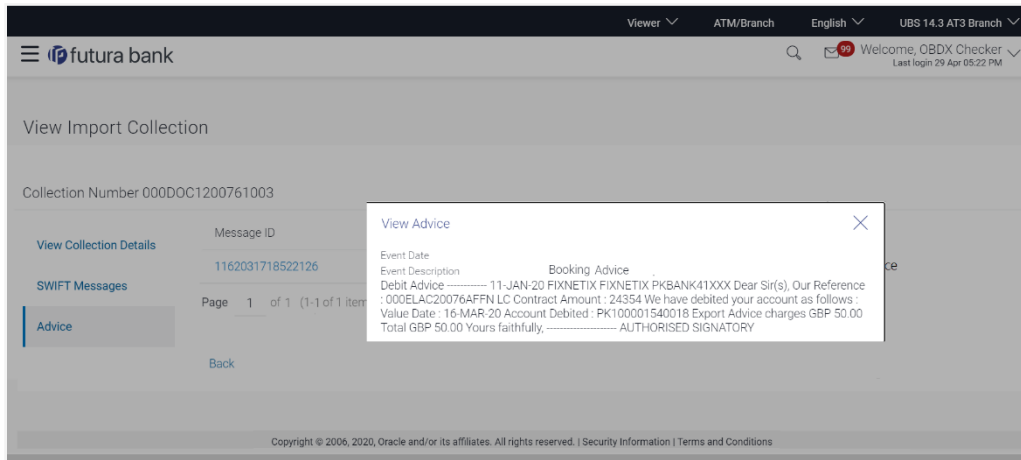 Viewer ATM/Branch English UBS 14.3 AT3 Branch
futura bank
99 Welcome, OBDX Checker
Last login 29 Apr 05:22 PM
View Import Collection
Collection Number 000DOC1200761003
View Collection Details
SWIFT Messages
Advice
Message ID
1162031718522126
Page 1 of 1 (1-1 of 1 item
Back
View Advice
Event Date
Event Description Booking Advice
Debit Advice ----------- 11-JAN-20 FIXNETIX FIXNETIX PKBANK41XXX Dear Sir(s), Our Reference
: 000ELAC20076AFFN LC Contract Amount : 24354 We have debited your account as follows :
Value Date : 16-MAR-20 Account Debited : PK100001540018 Export Advice charges GBP 50.00
Total GBP 50.00 Yours faithfully, -------------------- AUTHORISED SIGNATORY
ce
Copyright © 2006, 2020, Oracle and/or its affiliates. All rights reserved. | Security Information | Terms and Conditions